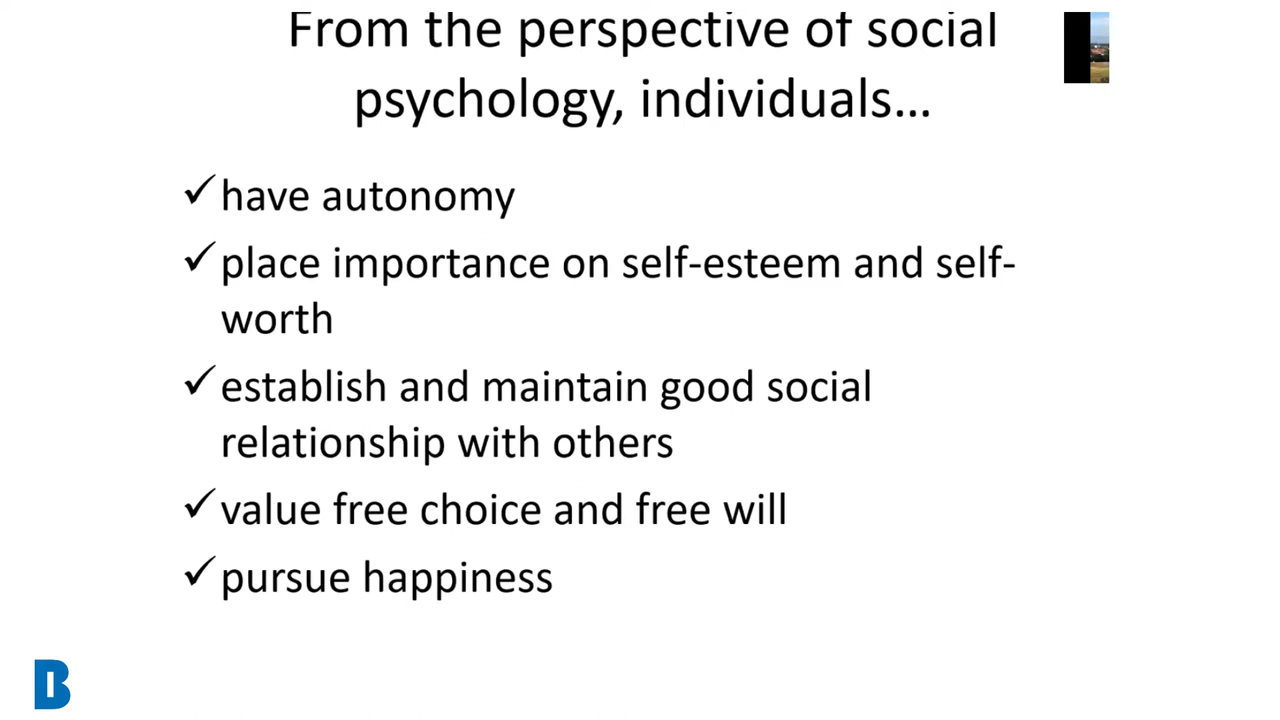 From the perspective of social
psychology, individuals...
✓have autonomy
✓place importance on self-esteem and self-
worth
✓establish and maintain good social
relationship with others
✓value free choice and free will
✓pursue happiness
B